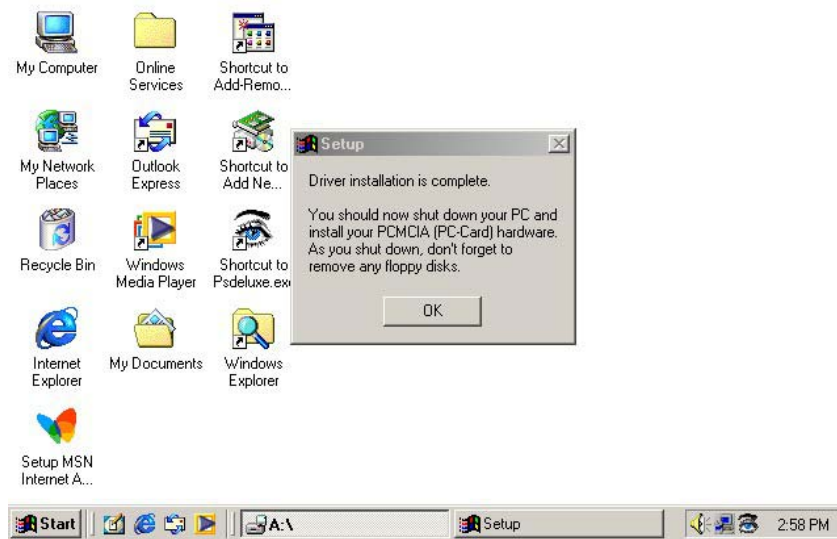 My Computer
Online
Services
Shortcut to
Add-Remo...
My Network
Places
Outlook
Express
Shortcut to
Add Ne...
Recycle Bin
Windows
Media Player
Shortcut to
Psdeluxe.exe
Internet
Explorer
My Documents
Windows
Explorer
Setup MSN
Internet A...
Setup
Driver installation is complete.
You should now shut down your PC and
install your PCMCIA (PC-Card) hardware.
As you shut down, don't forget to
remove any floppy disks.
OK
Start
A:\
Setup
2:58 PM